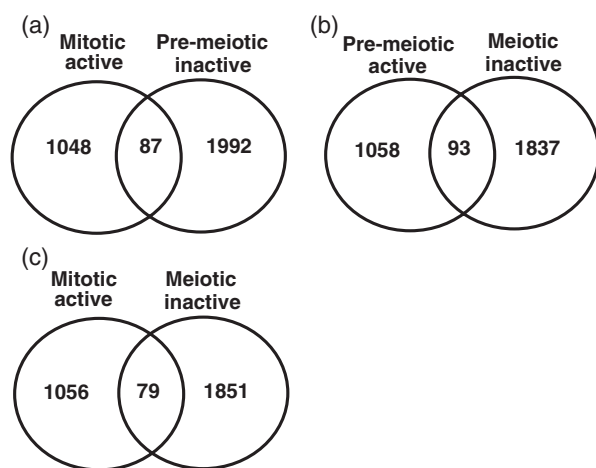 (a)
Mitotic active
Pre-meiotic inactive
1048
87
1992
(b)
Pre-meiotic active
Meiotic inactive
1058
93
1837
(c)
Mitotic active
Meiotic inactive
1056
79
1851